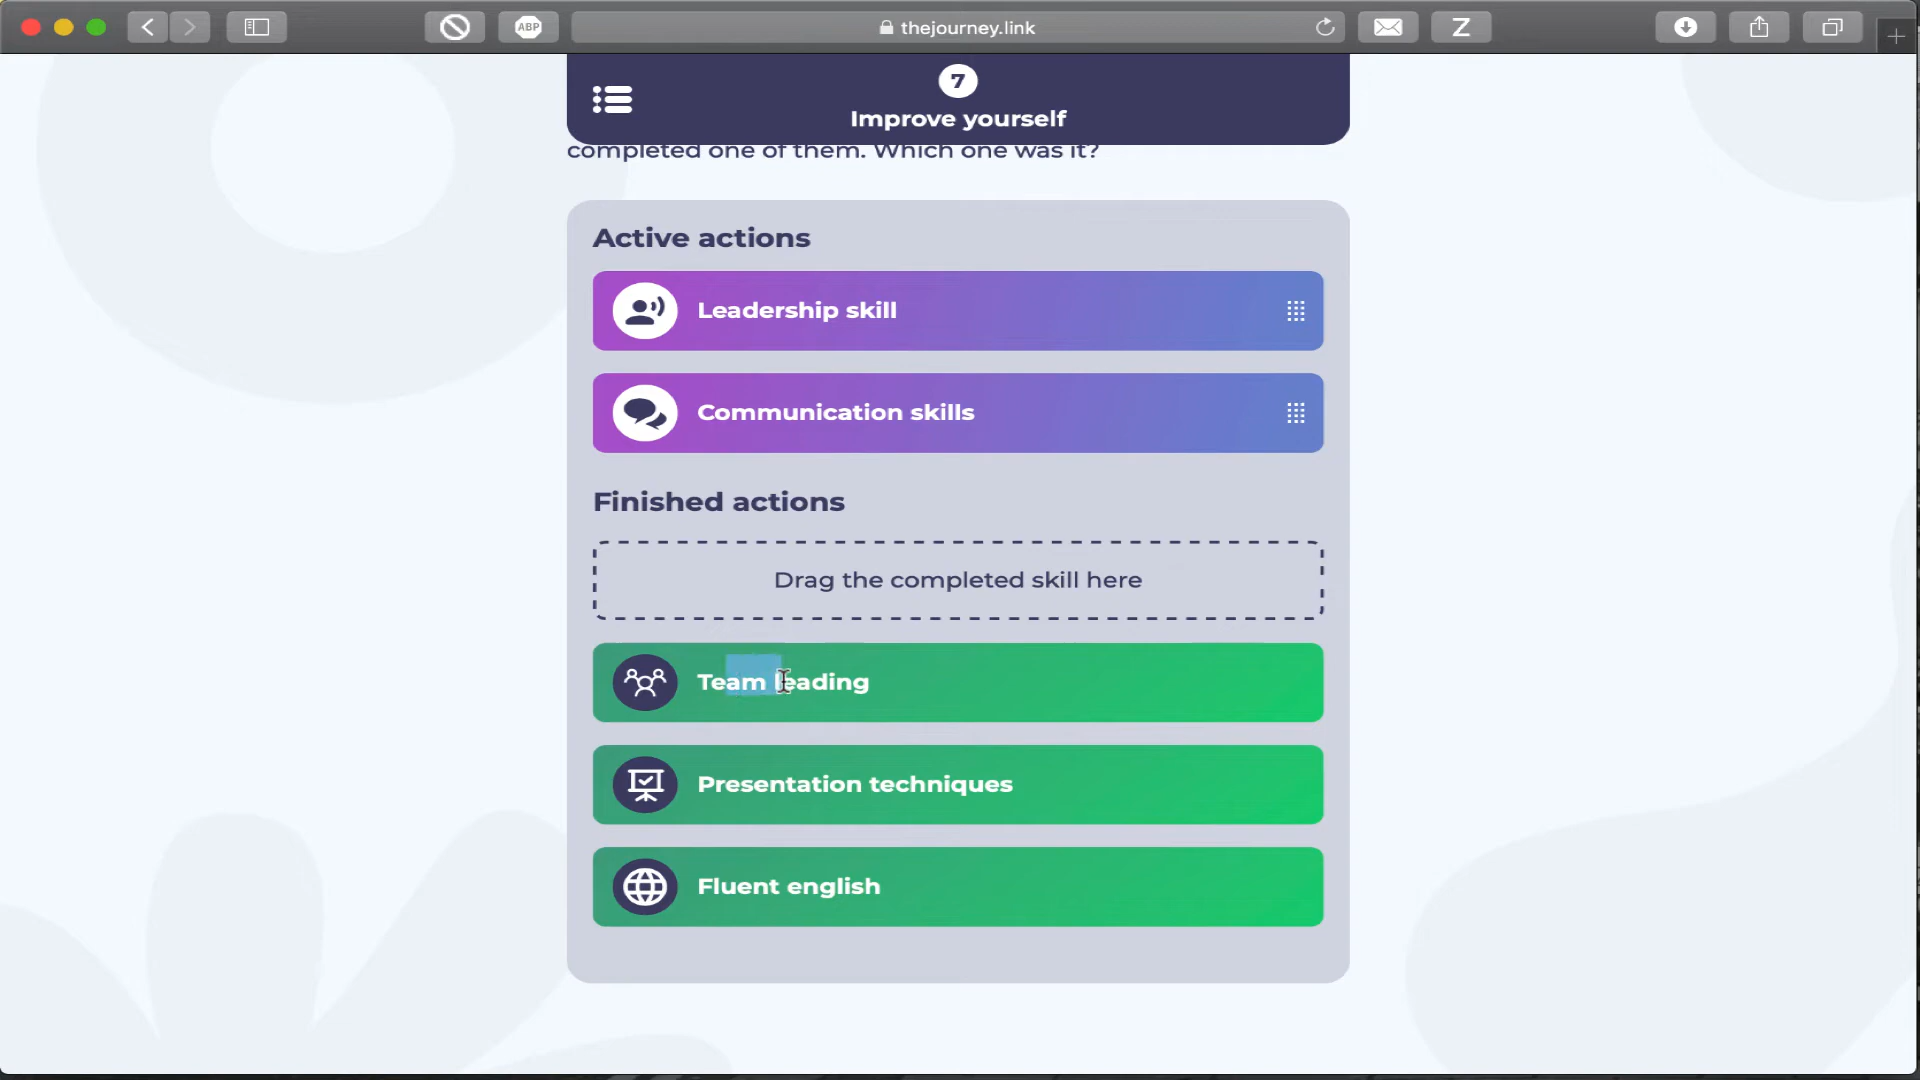 ABP
thejourney.link
Z
7
Improve yourself
completed one of them. Which one was it?
Active actions
Leadership skill
Communication skills
Finished actions
Drag the completed skill here
Team leading
Presentation techniques
Fluent english